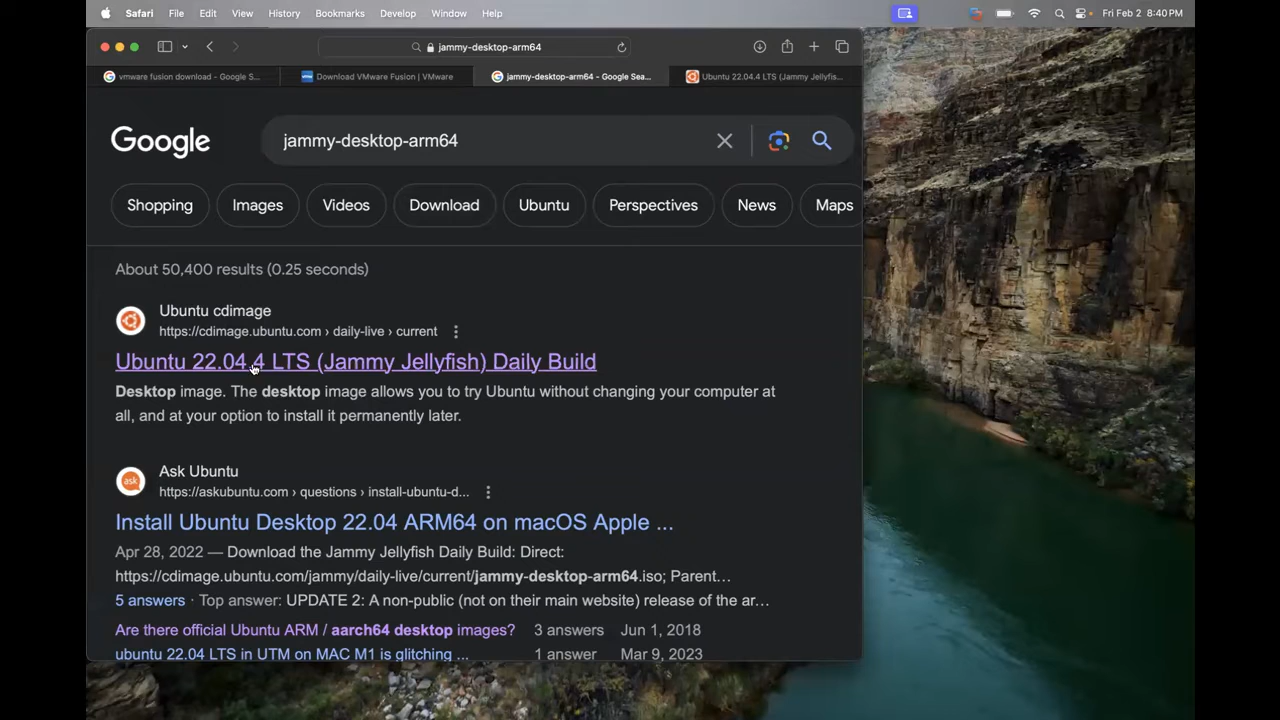 Safari File Edit View History Bookmarks Develop Window Help Fri Feb 2 8:40 PM
jammy-desktop-arm64
vmware fusion download - Google S... Download VMware Fusion | VMware jammy-desktop-arm64 - Google Sea... Ubuntu 22.04.4 LTS (Jammy Jellyfis...
Google jammy-desktop-arm64
Shopping Images Videos Download Ubuntu Perspectives News Maps
About 50,400 results (0.25 seconds)
Ubuntu cdimage
https://cdimage.ubuntu.com › daily-live › current
Ubuntu 22.04.4 LTS (Jammy Jellyfish) Daily Build
Desktop image. The desktop image allows you to try Ubuntu without changing your computer at
all, and at your option to install it permanently later.
ask Ask Ubuntu
https://askubuntu.com › questions › install-ubuntu-d...
Install Ubuntu Desktop 22.04 ARM64 on macOS Apple ...
Apr 28, 2022 — Download the Jammy Jellyfish Daily Build: Direct:
https://cdimage.ubuntu.com/jammy/daily-live/current/jammy-desktop-arm64.iso; Parent…
5 answers · Top answer: UPDATE 2: A non-public (not on their main website) release of the ar…
Are there official Ubuntu ARM / aarch64 desktop images? 3 answers Jun 1, 2018
ubuntu 22.04 LTS in UTM on MAC M1 is glitching ... 1 answer Mar 9, 2023